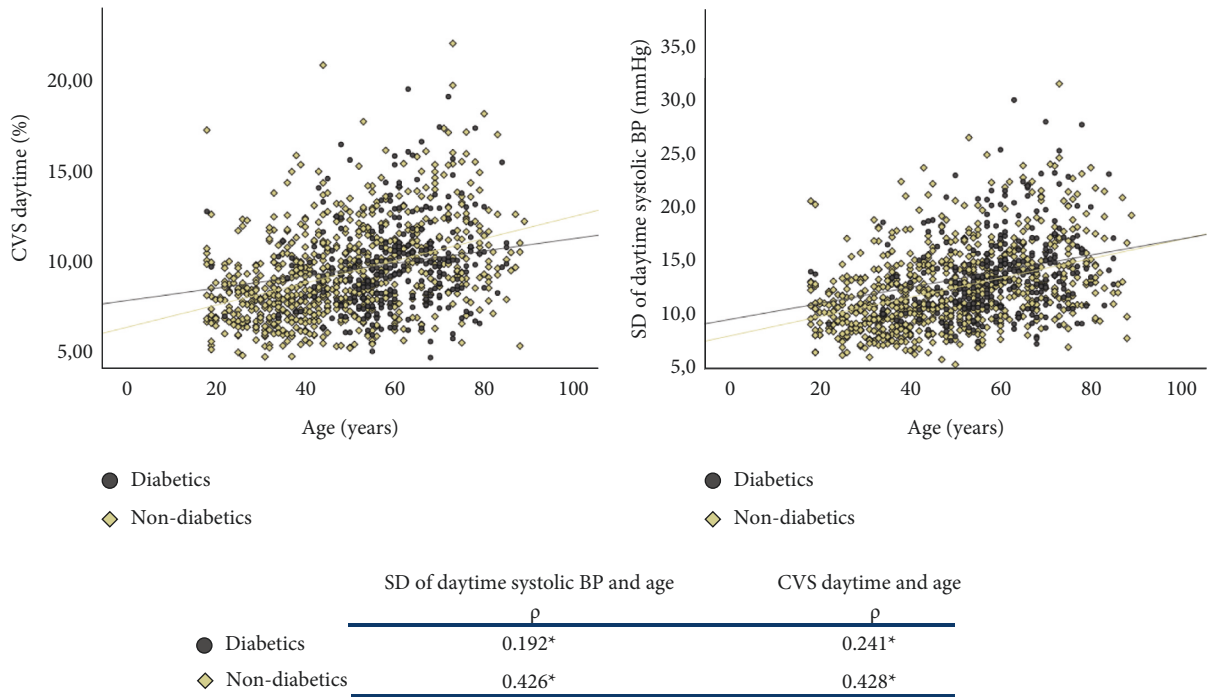 CVS daytime (%)
20,00
15,00
10,00
5,00
0
20
40
60
80
100
Age (years)
Diabetics
Non-diabetics
SD of daytime systolic BP (mmHg)
35,0
30,0
25,0
20,0
15,0
10,0
5,0
0
20
40
60
80
100
Age (years)
Diabetics
Non-diabetics
SD of daytime systolic BP and age CVS daytime and age
ρ ρ
Diabetics 0.192* 0.241*
Non-diabetics 0.426* 0.428*